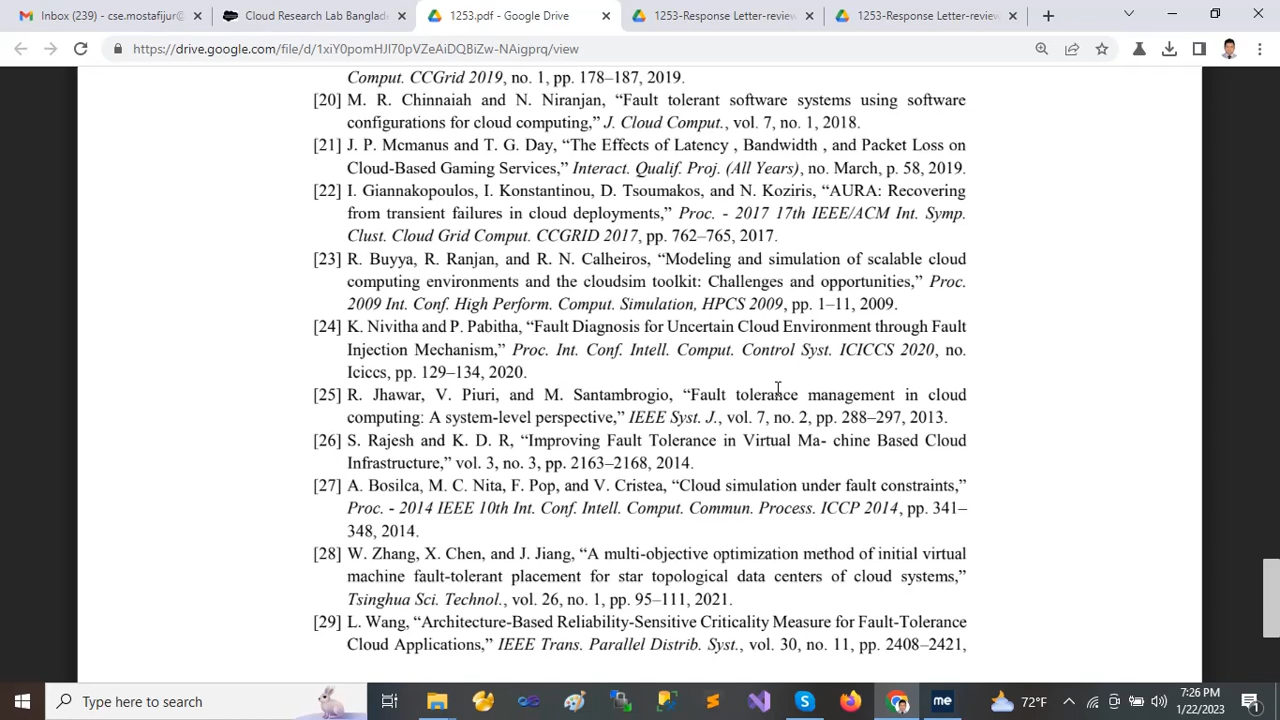 Inbox (239) - cse.mostafijur@
Cloud Research Lab Banglad
1253.pdf - Google Drive
1253-Response Letter-review
1253-Response Letter-review
https://drive.google.com/file/d/1xiY0pomHJl70pVZeAiDQBiZw-NAigprq/view
Comput. CCGrid 2019, no. 1, pp. 178–187, 2019.
[20] M. R. Chinnaiah and N. Niranjan, “Fault tolerant software systems using software
configurations for cloud computing,” J. Cloud Comput., vol. 7, no. 1, 2018.
[21] J. P. Mcmanus and T. G. Day, “The Effects of Latency , Bandwidth , and Packet Loss on
Cloud-Based Gaming Services,” Interact. Qualif. Proj. (All Years), no. March, p. 58, 2019.
[22] I. Giannakopoulos, I. Konstantinou, D. Tsoumakos, and N. Koziris, “AURA: Recovering
from transient failures in cloud deployments,” Proc. - 2017 17th IEEE/ACM Int. Symp.
Clust. Cloud Grid Comput. CCGRID 2017, pp. 762–765, 2017.
[23] R. Buyya, R. Ranjan, and R. N. Calheiros, “Modeling and simulation of scalable cloud
computing environments and the cloudsim toolkit: Challenges and opportunities,” Proc.
2009 Int. Conf. High Perform. Comput. Simulation, HPCS 2009, pp. 1–11, 2009.
[24] K. Nivitha and P. Pabitha, “Fault Diagnosis for Uncertain Cloud Environment through Fault
Injection Mechanism,” Proc. Int. Conf. Intell. Comput. Control Syst. ICICCS 2020, no.
Iciccs, pp. 129–134, 2020.
[25] R. Jhawar, V. Piuri, and M. Santambrogio, “Fault tolerance management in cloud
computing: A system-level perspective,” IEEE Syst. J., vol. 7, no. 2, pp. 288–297, 2013.
[26] S. Rajesh and K. D. R, “Improving Fault Tolerance in Virtual Ma- chine Based Cloud
Infrastructure,” vol. 3, no. 3, pp. 2163–2168, 2014.
[27] A. Bosilca, M. C. Nita, F. Pop, and V. Cristea, “Cloud simulation under fault constraints,”
Proc. - 2014 IEEE 10th Int. Conf. Intell. Comput. Commun. Process. ICCP 2014, pp. 341–
348, 2014.
[28] W. Zhang, X. Chen, and J. Jiang, “A multi-objective optimization method of initial virtual
machine fault-tolerant placement for star topological data centers of cloud systems,”
Tsinghua Sci. Technol., vol. 26, no. 1, pp. 95–111, 2021.
[29] L. Wang, “Architecture-Based Reliability-Sensitive Criticality Measure for Fault-Tolerance
Cloud Applications,” IEEE Trans. Parallel Distrib. Syst., vol. 30, no. 11, pp. 2408–2421,
Type here to search
me
72°F
7:26 PM
1/22/2023
1